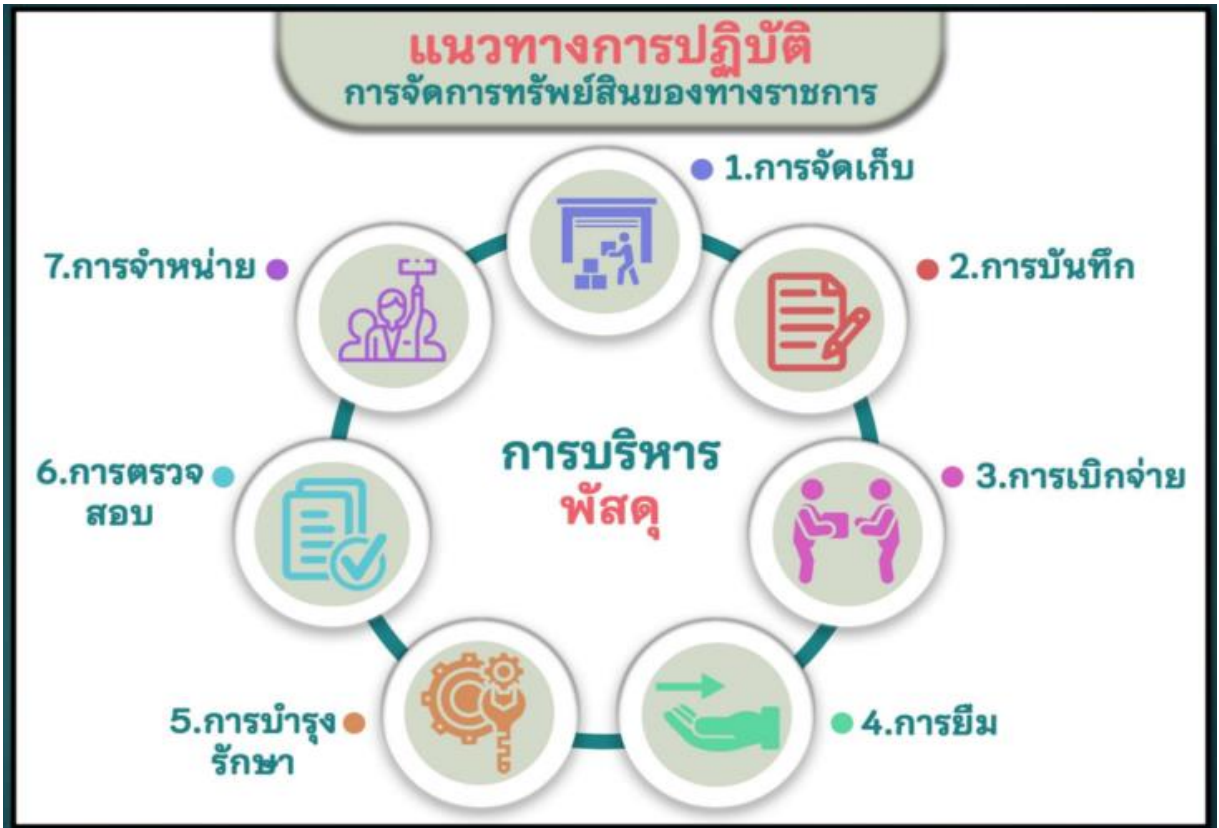 แนวทางการปฏิบัติ
การจัดการทรัพย์สินของทางราชการ
1.การจัดเก็บ
2.การบันทึก
3.การเบิกจ่าย
4.การยืม
5.การบำรุง
รักษา
6.การตรวจ
สอบ
7.การจำหน่าย
การบริหาร
พัสดุ